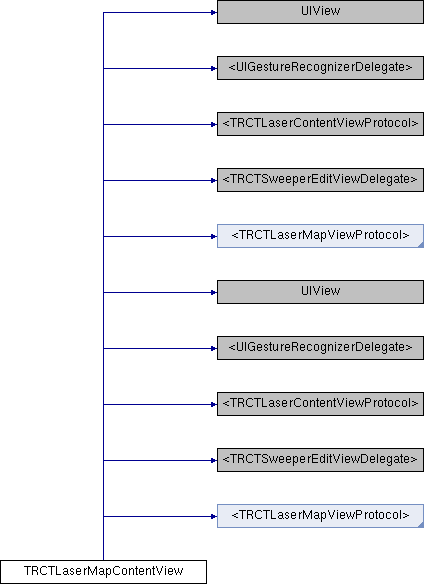 UIView
<UIGestureRecognizerDelegate>
<TRCTLaserContentViewProtocol>
<TRCTSweeperEditViewDelegate>
<TRCTLaserMapViewProtocol>
UIView
<UIGestureRecognizerDelegate>
<TRCTLaserContentViewProtocol>
<TRCTSweeperEditViewDelegate>
<TRCTLaserMapViewProtocol>
TRCTLaserMapContentView